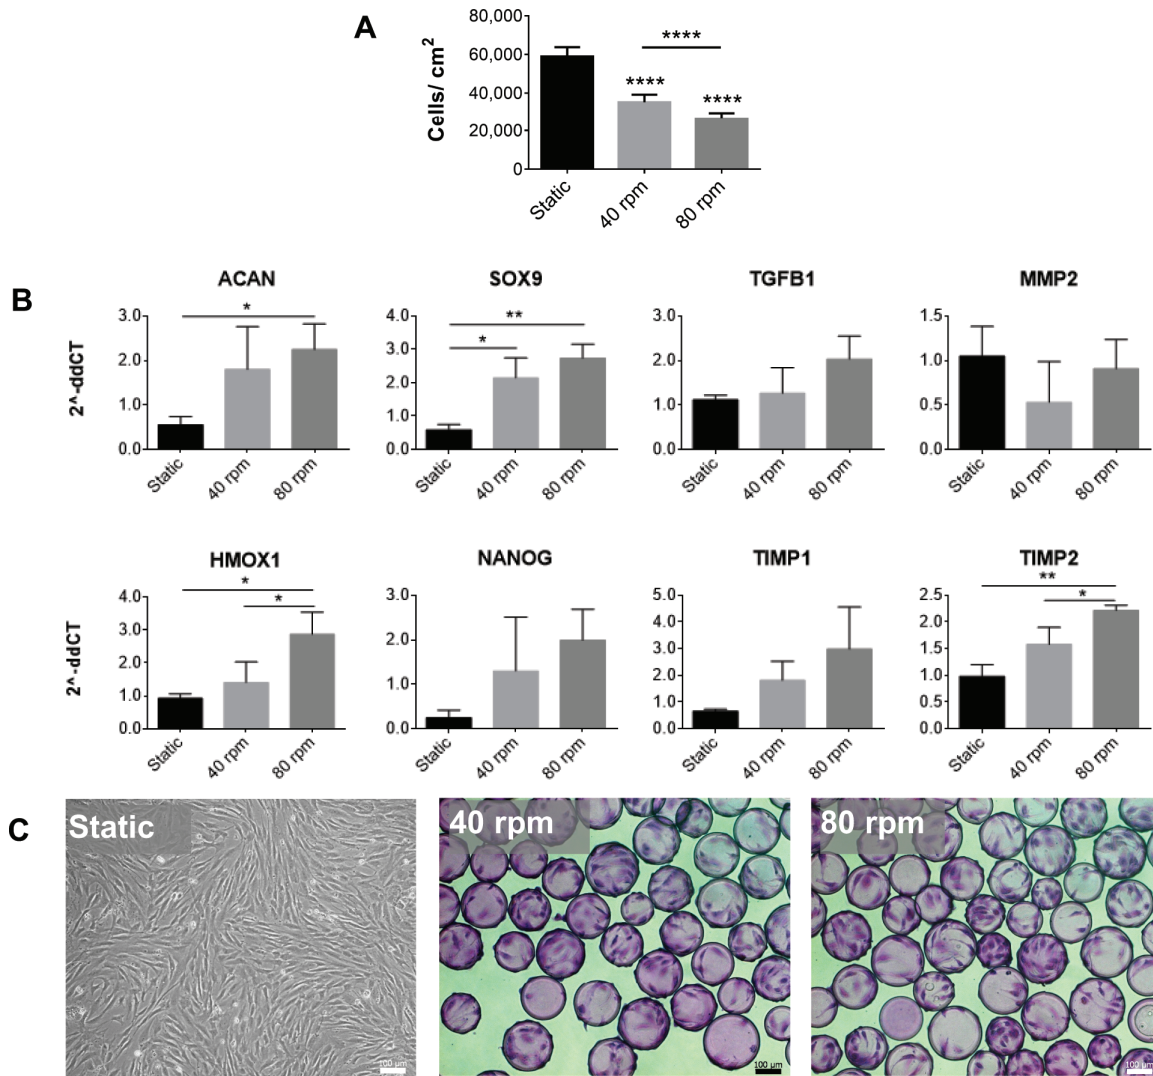 A
Cells/ cm²
80,000
60,000
40,000
20,000
0
****
****
****
Static
40 rpm
80 rpm
B
ACAN
2^-ddCT
3.0
2.0
1.0
0.0
*
Static
40 rpm
80 rpm
SOX9
4.0
3.0
2.0
1.0
0.0
**
*
Static
40 rpm
80 rpm
TGFB1
3.0
2.0
1.0
0.0
Static
40 rpm
80 rpm
MMP2
1.5
1.0
0.5
0.0
Static
40 rpm
80 rpm
HMOX1
2^-ddCT
4.0
3.0
2.0
1.0
0.0
*
*
Static
40 rpm
80 rpm
NANOG
3.0
2.0
1.0
0.0
Static
40 rpm
80 rpm
TIMP1
5.0
4.0
3.0
2.0
1.0
0.0
Static
40 rpm
80 rpm
TIMP2
2.5
2.0
1.5
1.0
0.5
0.0
**
*
Static
40 rpm
80 rpm
C
Static
100 µm
40 rpm
100 µm
80 rpm
100 µm